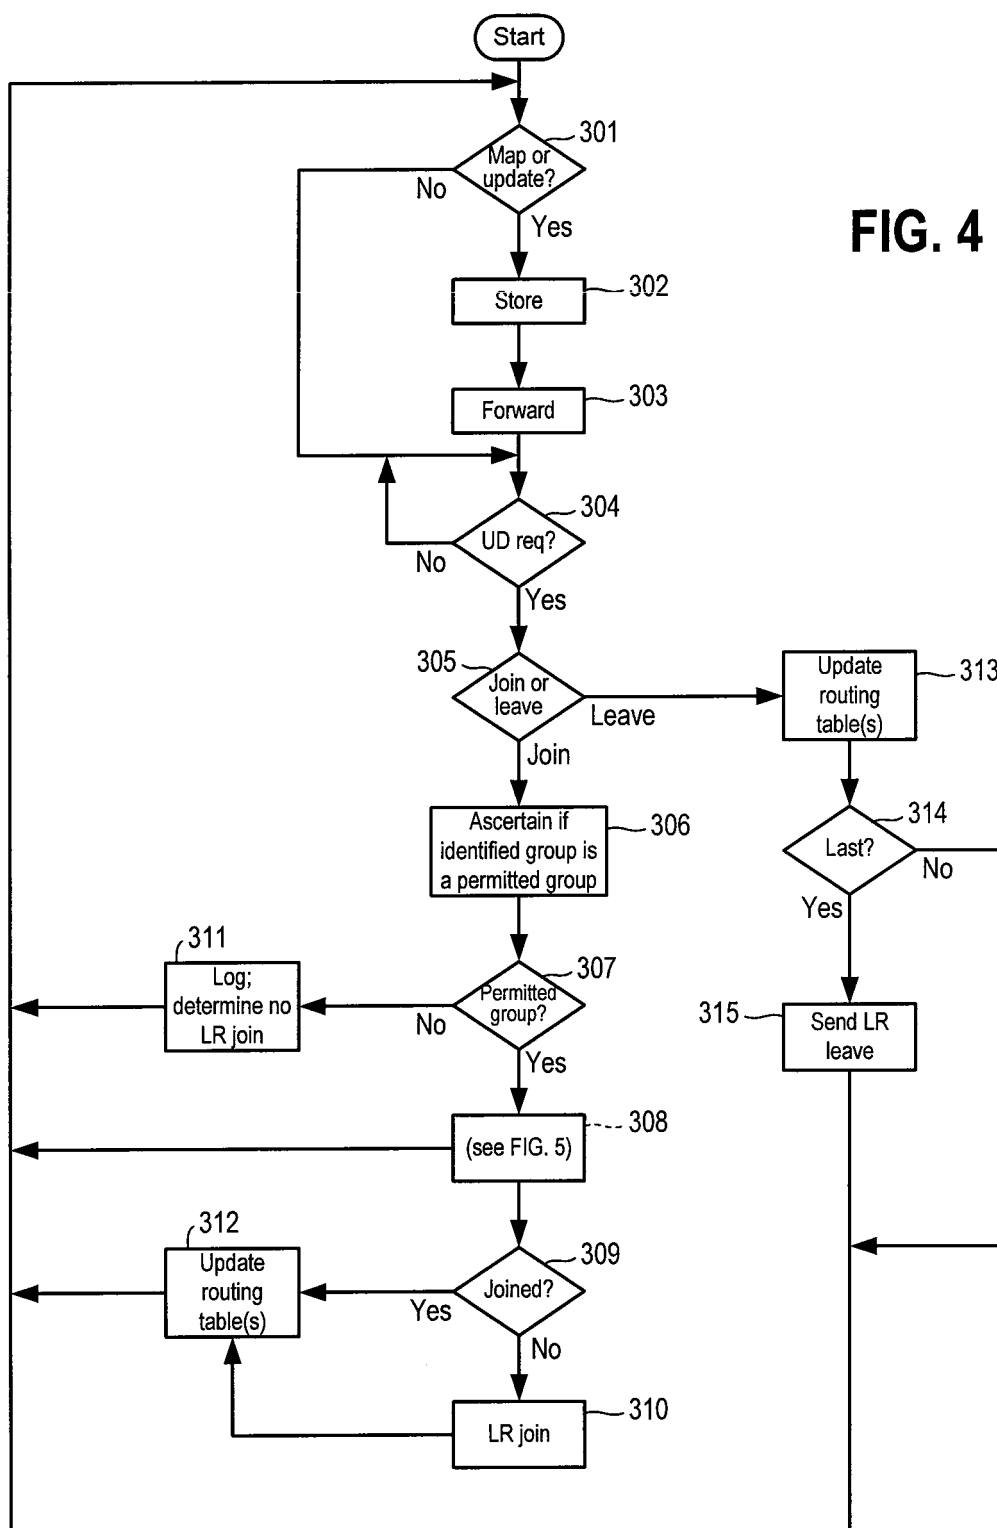 Start
301
Map or
update?
No
Yes
FIG. 4
302
Store
303
Forward
304
UD req?
No
Yes
305
Join or
leave
Leave
Join
Update
routing
table(s)
313
Ascertain if
identified group is
a permitted group
306
314
Last?
No
Yes
311
Log;
determine no
LR join
307
Permitted
group?
No
Yes
315
Send LR
leave
308
(see FIG. 5)
312
Update
routing
table(s)
309
Joined?
Yes
No
310
LR join